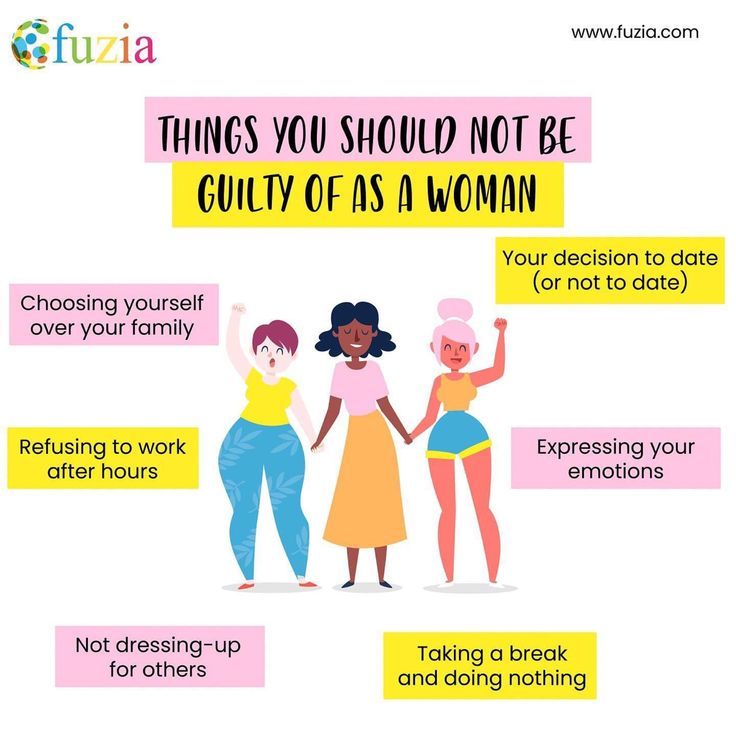 fuzia
www.fuzia.com
THINGS YOU SHOULD NOT BE
GUILTY OF AS A WOMAN
Your decision to date
(or not to date)
Choosing yourself
over your family
Refusing to work
after hours
Expressing your
emotions
Not dressing-up
for others
Taking a break
and doing nothing